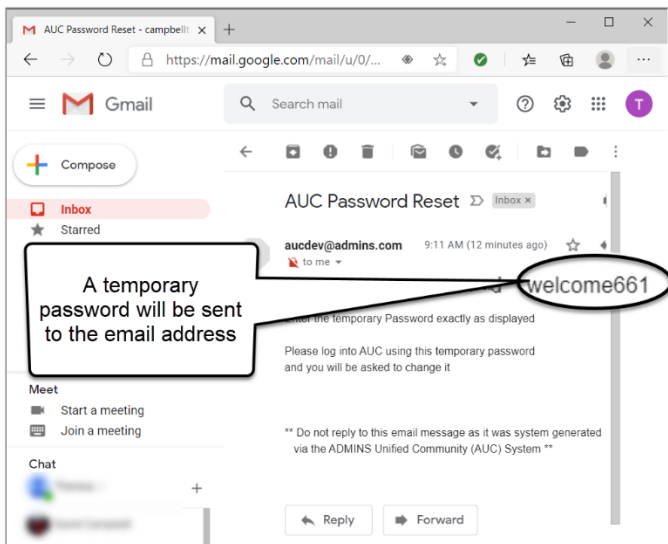 AUC Password Reset - campbellt
https://mail.google.com/mail/u/0/...
Gmail
Search mail
T
Compose
AUC Password Reset
Inbox ×
Inbox
Starred
aucdev@admins.com
9:11 AM (12 minutes ago)
to me
welcome661
A temporary
password will be sent
to the email address
Enter the temporary Password exactly as displayed
Please log into AUC using this temporary password
and you will be asked to change it
Meet
Start a meeting
Join a meeting
** Do not reply to this email message as it was system generated
via the ADMINS Unified Community (AUC) System **
Chat
Reply
Forward